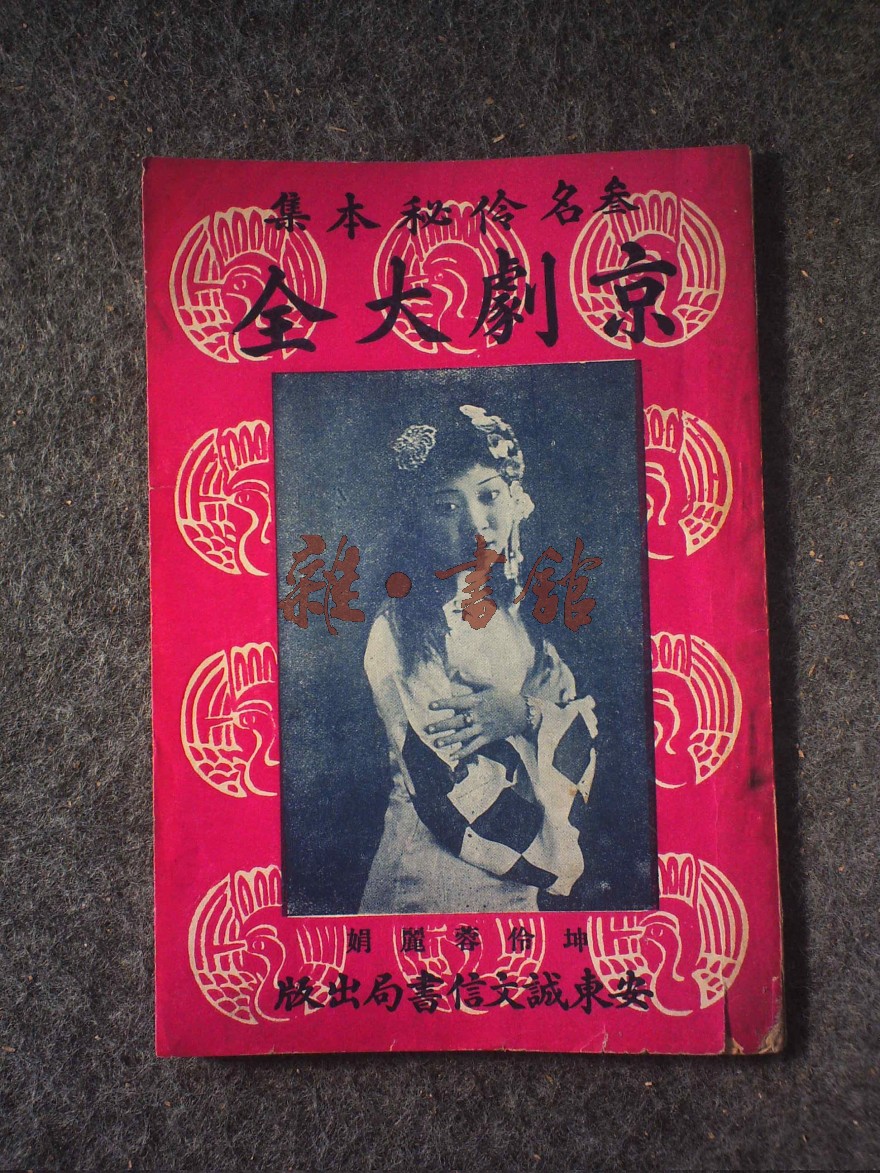 叁名伶秘本集
京劇大全
雜·書館
坤伶蓉麗娟
安東誠文信書局出版